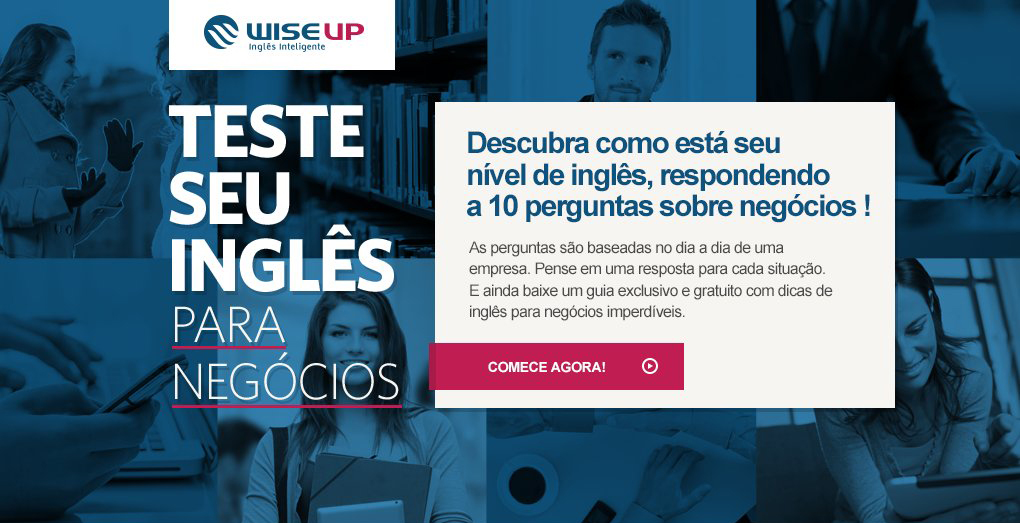 WISEUP
Inglês Inteligente
TESTE
SEU
INGLÊS
PARA
NEGÓCIOS
Descubra como está seu
nível de inglês, respondendo
a 10 perguntas sobre negócios !
As perguntas são baseadas no dia a dia de uma
empresa. Pense em uma resposta para cada situação.
E ainda baixe um guia exclusivo e gratuito com dicas de
inglês para negócios imperdíveis.
COMECE AGORA!